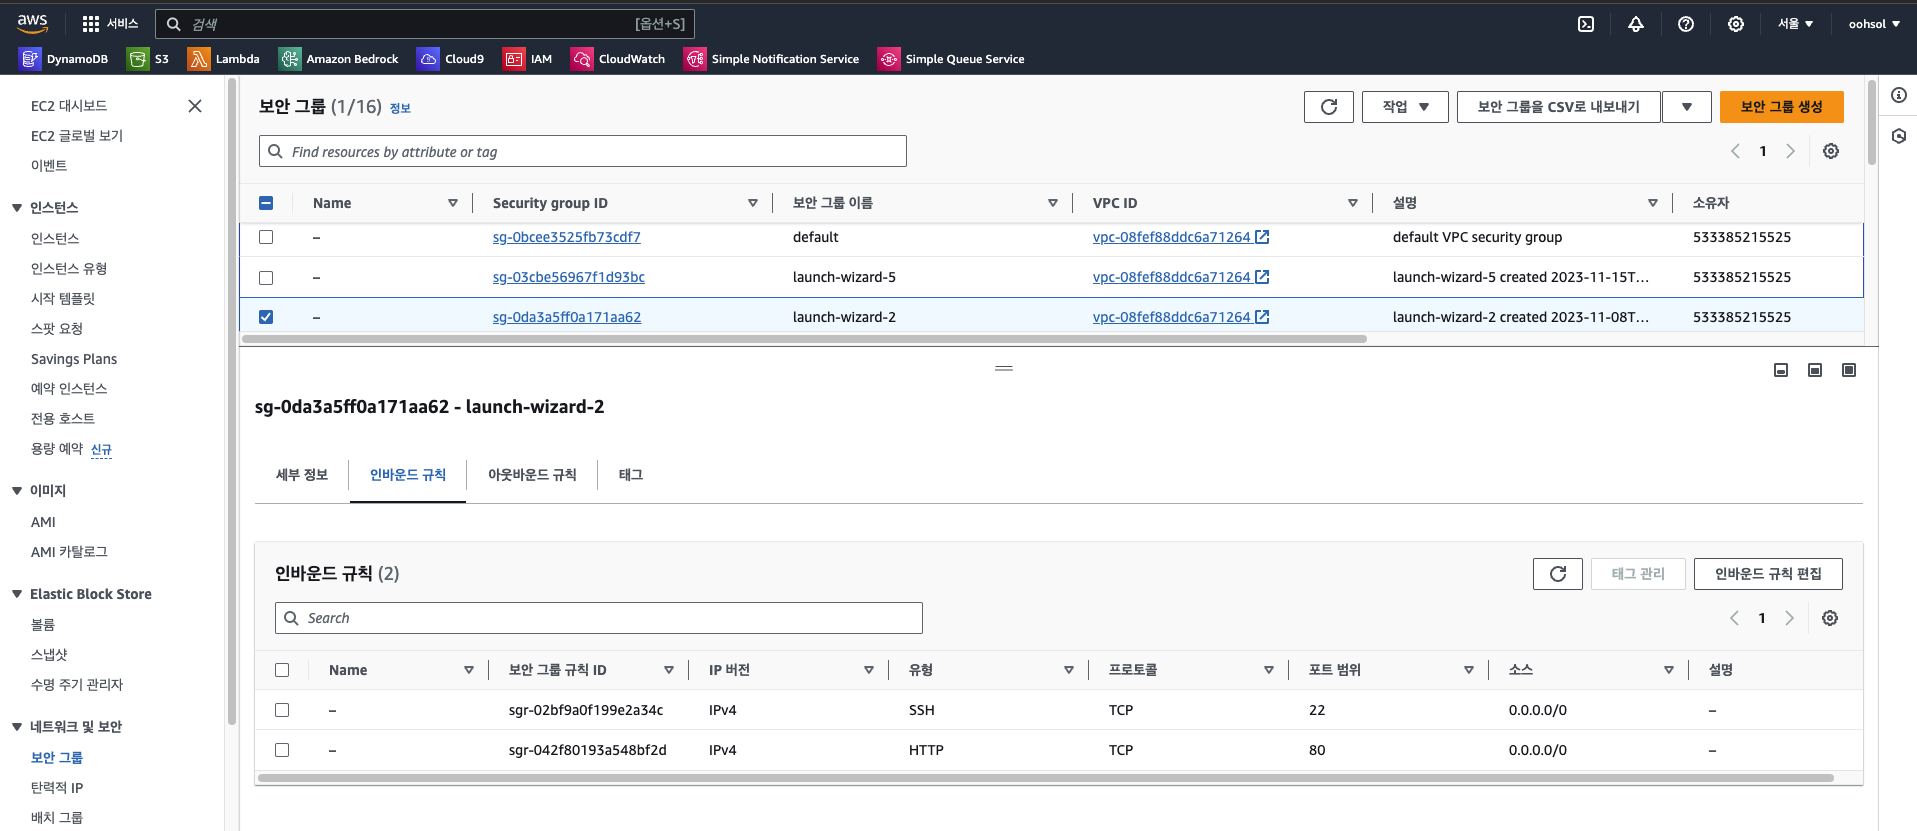 aws
서비스
검색
[옵션+S]
서울
oohsol
DynamoDB
S3
Lambda
Amazon Bedrock
Cloud9
IAM
CloudWatch
Simple Notification Service
Simple Queue Service
EC2 대시보드
EC2 글로벌 보기
이벤트
인스턴스
인스턴스
인스턴스 유형
시작 템플릿
스팟 요청
Savings Plans
예약 인스턴스
전용 호스트
용량 예약 신규
이미지
AMI
AMI 카탈로그
Elastic Block Store
볼륨
스냅샷
수명 주기 관리자
네트워크 및 보안
보안 그룹
탄력적 IP
배치 그룹
보안 그룹 (1/16) 정보
작업
보안 그룹을 CSV로 내보내기
보안 그룹 생성
Find resources by attribute or tag
1
Name Security group ID 보안 그룹 이름 VPC ID 설명 소유자
– sg-0bcee3525fb73cdf7 default vpc-08fef88ddc6a71264 default VPC security group 533385215525
– sg-03cbe56967f1d93bc launch-wizard-5 vpc-08fef88ddc6a71264 launch-wizard-5 created 2023-11-15T... 533385215525
– sg-0da3a5ff0a171aa62 launch-wizard-2 vpc-08fef88ddc6a71264 launch-wizard-2 created 2023-11-08T... 533385215525
sg-0da3a5ff0a171aa62 - launch-wizard-2
세부 정보 인바운드 규칙 아웃바운드 규칙 태그
인바운드 규칙 (2)
태그 관리
인바운드 규칙 편집
Search
1
Name 보안 그룹 규칙 ID IP 버전 유형 프로토콜 포트 범위 소스 설명
– sgr-02bf9a0f199e2a34c IPv4 SSH TCP 22 0.0.0.0/0 –
– sgr-042f80193a548bf2d IPv4 HTTP TCP 80 0.0.0.0/0 –